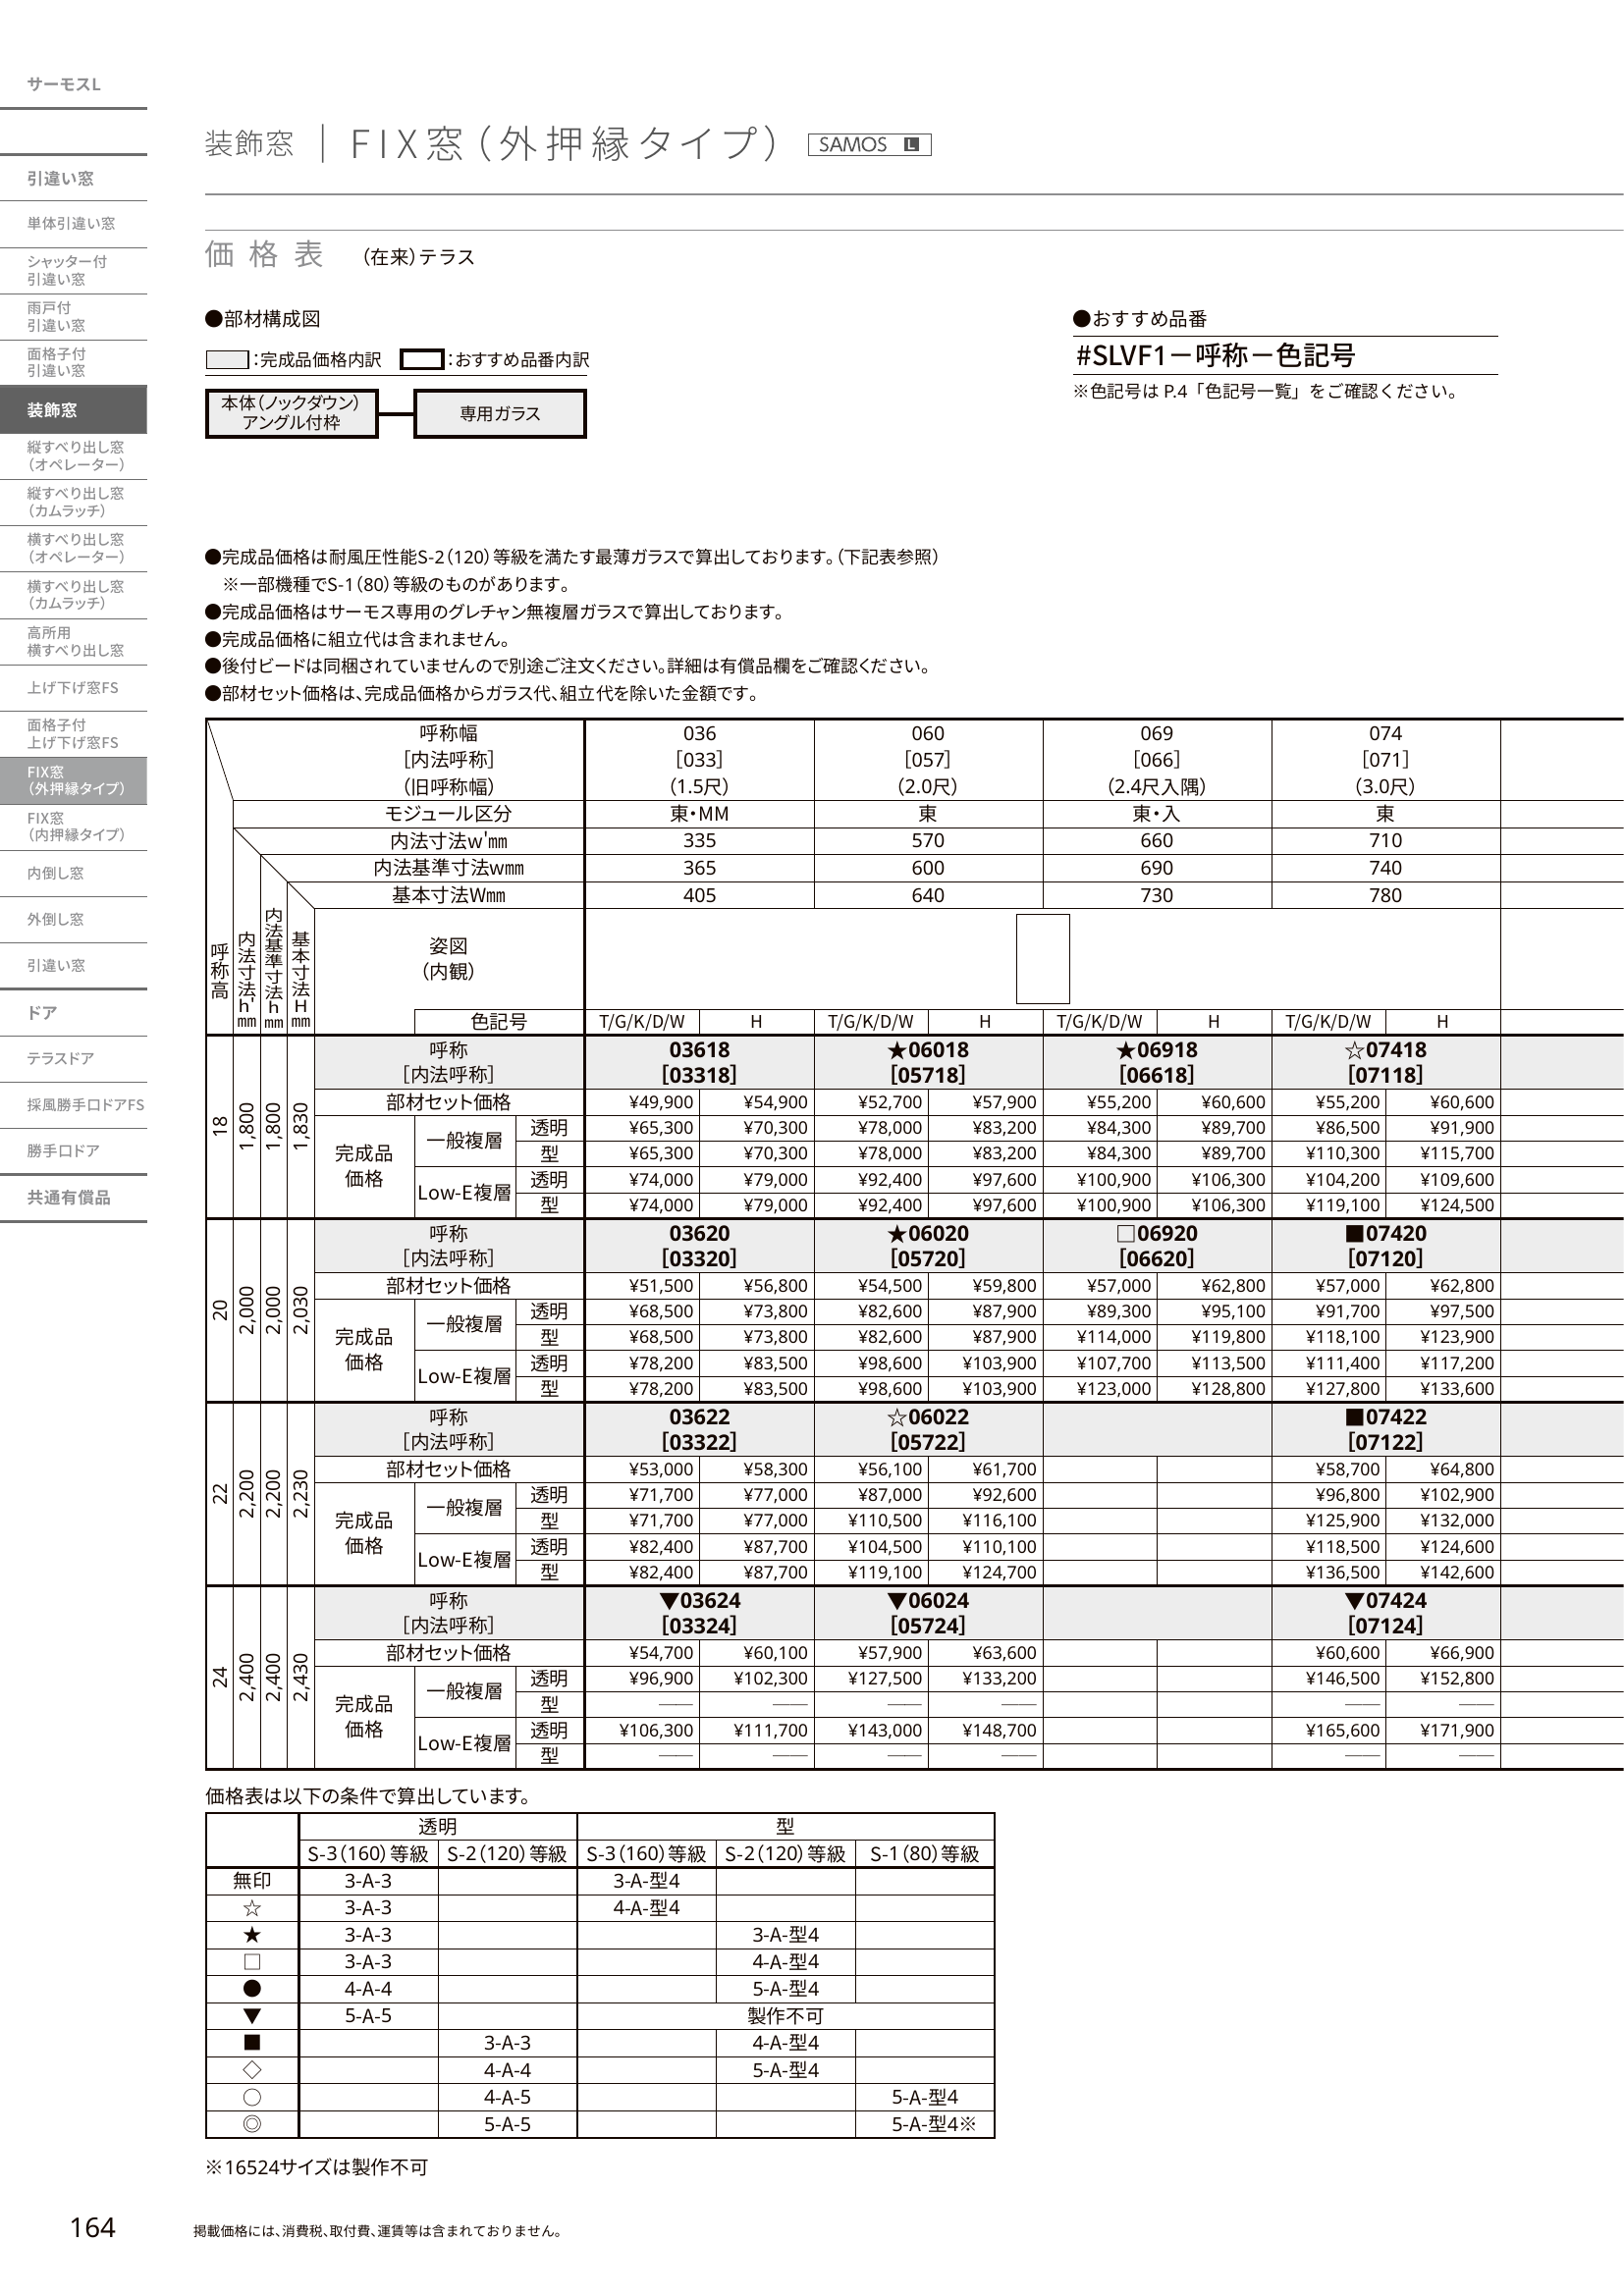 サーモスL
引違い窓
単体引違い窓
シャッター付
引違い窓
雨戸付
引違い窓
面格子付
引違い窓
装飾窓
縦すべり出し窓
（オペレーター）
縦すべり出し窓
（カムラッチ）
横すべり出し窓
（オペレーター）
横すべり出し窓
（カムラッチ）
高所用
横すべり出し窓
上げ下げ窓FS
面格子付
上げ下げ窓FS
FIX窓
（外押縁タイプ）
FIX窓
（内押縁タイプ）
内倒し窓
外倒し窓
引違い窓
ドア
テラスドア
採風勝手口ドアFS
勝手口ドア
共通有償品
装飾窓 FIX窓（外押縁タイプ） SAMOS L
価格表 （在来）テラス
●部材構成図
：完成品価格内訳 ：おすすめ品番内訳
本体（ノックダウン）
アングル付枠
専用ガラス
●おすすめ品番
#SLVF1－呼称－色記号
※色記号は P.4「色記号一覧」をご確認ください。
●完成品価格は耐風圧性能S-2（120）等級を満たす最薄ガラスで算出しております。（下記表参照）
※一部機種でS-1（80）等級のものがあります。
●完成品価格はサーモス専用のグレチャン無複層ガラスで算出しております。
●完成品価格に組立代は含まれません。
●後付ビードは同梱されていませんので別途ご注文ください。詳細は有償品欄をご確認ください。
●部材セット価格は、完成品価格からガラス代、組立代を除いた金額です。
呼称幅 036 060 069 074
［内法呼称］ ［033］ ［057］ ［066］ ［071］
（旧呼称幅） （1.5尺） （2.0尺） （2.4尺入隅） （3.0尺）
モジュール区分 東・MM 東 東・入 東
内法寸法w'㎜ 335 570 660 710
内法基準寸法w㎜ 365 600 690 740
基本寸法W㎜ 405 640 730 780
呼称高
内法寸法h'㎜
内法基準寸法h㎜
基本寸法H㎜
姿図
（内観）
色記号 T/G/K/D/W H T/G/K/D/W H T/G/K/D/W H T/G/K/D/W H
18 1,800 1,800 1,830
呼称 03618 ★06018 ★06918 ☆07418
［内法呼称］ ［03318］ ［05718］ ［06618］ ［07118］
部材セット価格 ¥49,900 ¥54,900 ¥52,700 ¥57,900 ¥55,200 ¥60,600 ¥55,200 ¥60,600
完成品価格 一般複層 透明 ¥65,300 ¥70,300 ¥78,000 ¥83,200 ¥84,300 ¥89,700 ¥86,500 ¥91,900
型 ¥65,300 ¥70,300 ¥78,000 ¥83,200 ¥84,300 ¥89,700 ¥110,300 ¥115,700
Low-E複層 透明 ¥74,000 ¥79,000 ¥92,400 ¥97,600 ¥100,900 ¥106,300 ¥104,200 ¥109,600
型 ¥74,000 ¥79,000 ¥92,400 ¥97,600 ¥100,900 ¥106,300 ¥119,100 ¥124,500
20 2,000 2,000 2,030
呼称 03620 ★06020 □06920 ■07420
［内法呼称］ ［03320］ ［05720］ ［06620］ ［07120］
部材セット価格 ¥51,500 ¥56,800 ¥54,500 ¥59,800 ¥57,000 ¥62,800 ¥57,000 ¥62,800
完成品価格 一般複層 透明 ¥68,500 ¥73,800 ¥82,600 ¥87,900 ¥89,300 ¥95,100 ¥91,700 ¥97,500
型 ¥68,500 ¥73,800 ¥82,600 ¥87,900 ¥114,000 ¥119,800 ¥118,100 ¥123,900
Low-E複層 透明 ¥78,200 ¥83,500 ¥98,600 ¥103,900 ¥107,700 ¥113,500 ¥111,400 ¥117,200
型 ¥78,200 ¥83,500 ¥98,600 ¥103,900 ¥123,000 ¥128,800 ¥127,800 ¥133,600
22 2,200 2,200 2,230
呼称 03622 ☆06022 ■07422
［内法呼称］ ［03322］ ［05722］ ［07122］
部材セット価格 ¥53,000 ¥58,300 ¥56,100 ¥61,700 ¥58,700 ¥64,800
完成品価格 一般複層 透明 ¥71,700 ¥77,000 ¥87,000 ¥92,600 ¥96,800 ¥102,900
型 ¥71,700 ¥77,000 ¥110,500 ¥116,100 ¥125,900 ¥132,000
Low-E複層 透明 ¥82,400 ¥87,700 ¥104,500 ¥110,100 ¥118,500 ¥124,600
型 ¥82,400 ¥87,700 ¥119,100 ¥124,700 ¥136,500 ¥142,600
24 2,400 2,400 2,430
呼称 ▼03624 ▼06024 ▼07424
［内法呼称］ ［03324］ ［05724］ ［07124］
部材セット価格 ¥54,700 ¥60,100 ¥57,900 ¥63,600 ¥60,600 ¥66,900
完成品価格 一般複層 透明 ¥96,900 ¥102,300 ¥127,500 ¥133,200 ¥146,500 ¥152,800
型 —— —— —— —— —— ——
Low-E複層 透明 ¥106,300 ¥111,700 ¥143,000 ¥148,700 ¥165,600 ¥171,900
型 —— —— —— —— —— ——
価格表は以下の条件で算出しています。
透明 型
S-3（160）等級 S-2（120）等級 S-3（160）等級 S-2（120）等級 S-1（80）等級
無印 3-A-3 3-A-型4
☆ 3-A-3 4-A-型4
★ 3-A-3 3-A-型4
□ 3-A-3 4-A-型4
● 4-A-4 5-A-型4
▼ 5-A-5 製作不可
■ 3-A-3 4-A-型4
◇ 4-A-4 5-A-型4
○ 4-A-5 5-A-型4
◎ 5-A-5 5-A-型4※
※16524サイズは製作不可
164 掲載価格には、消費税、取付費、運賃等は含まれておりません。